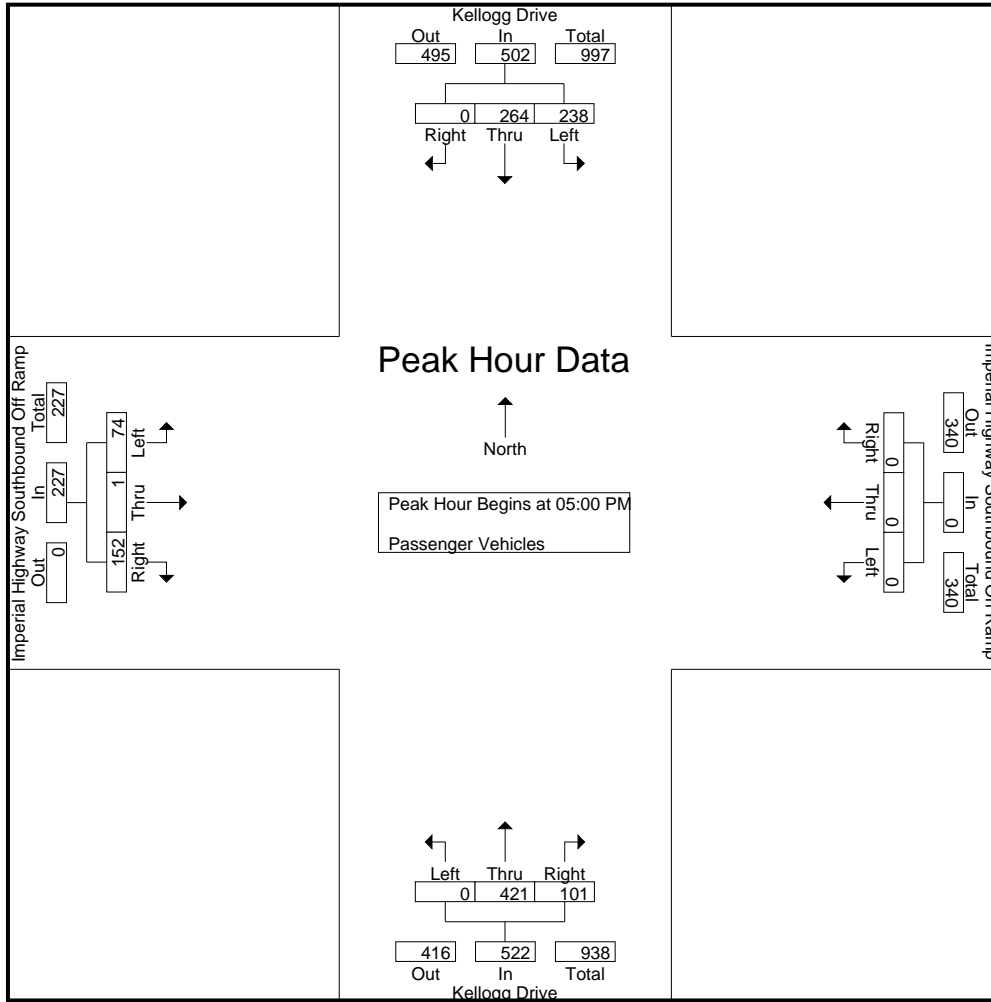 Kellogg Drive
Out In Total
495 502 997
0 264 238
Right Thru Left
Peak Hour Data
North
Peak Hour Begins at 05:00 PM
Passenger Vehicles
Imperial Highway Southbound Off Ramp
Total In Out
227 227 0
74 1 152
Left Thru Right
Imperial Highway Southbound On Ramp
Out In Total
340 0 340
0 0 0
Right Thru Left
Left Thru Right
0 421 101
416 522 938
Out In Total
Kellogg Drive